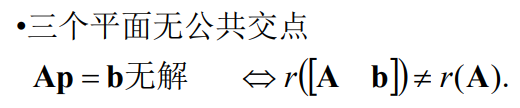 •三个平面无公共交点
Ap = b无解 ⇔ r([A b]) ≠ r(A).